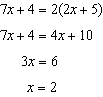 7x + 4 = 2(2x + 5)
7x + 4 = 4x + 10
3x = 6
x = 2